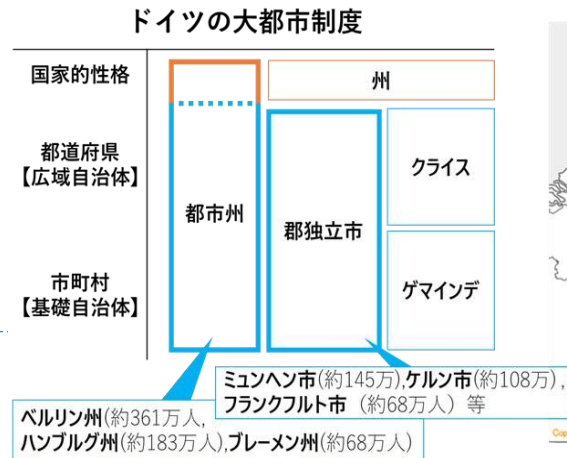 ドイツの大都市制度
国家的性格
州
都道府県
【広域自治体】
クライス
都市州
郡独立市
市町村
【基礎自治体】
ゲマインデ
ミュンヘン市(約145万),ケルン市(約108万),
フランクフルト市 (約68万人) 等
ベルリン州(約361万人,
ハンブルグ州(約183万人),ブレーメン州(約68万人)
Cop